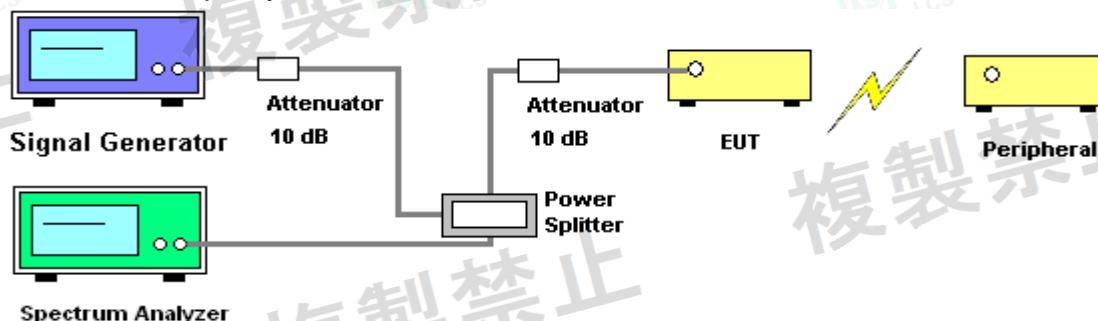 Attenuator
10 dB
Attenuator
10 dB
Signal Generator
EUT
Peripheral
Power
Splitter
Spectrum Analyzer
複製禁止
複製禁
複製禁止
止